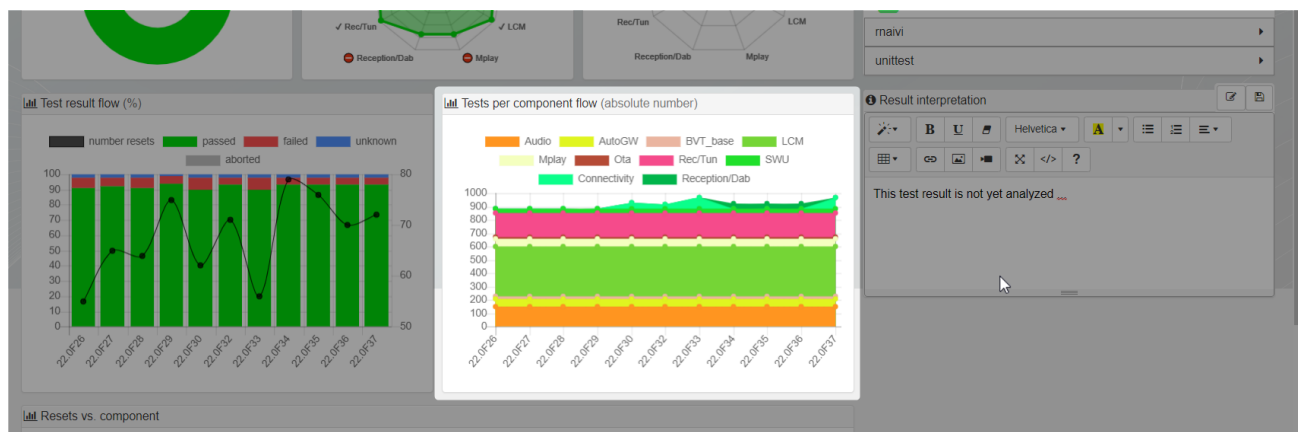 ✓ Rec/Tun
✓ LCM
Reception/Dab
Mplay
Rec/Tun
LCM
Reception/Dab
Mplay
rnaivi
unittest
Test result flow (%)
number resets passed failed unknown
aborted
100
90
80
70
60
50
40
30
20
10
0
80
70
60
50
22.0F26 22.0F27 22.0F28 22.0F29 22.0F30 22.0F32 22.0F33 22.0F34 22.0F35 22.0F36 22.0F37
Tests per component flow (absolute number)
Audio AutoGW BVT_base LCM
Mplay Ota Rec/Tun SWU
Connectivity Reception/Dab
1000
900
800
700
600
500
400
300
200
100
0
22.0F26 22.0F27 22.0F28 22.0F29 22.0F30 22.0F32 22.0F33 22.0F34 22.0F35 22.0F36 22.0F37
Result interpretation
B U Helvetica A
</> ?
This test result is not yet analyzed ...
Resets vs. component